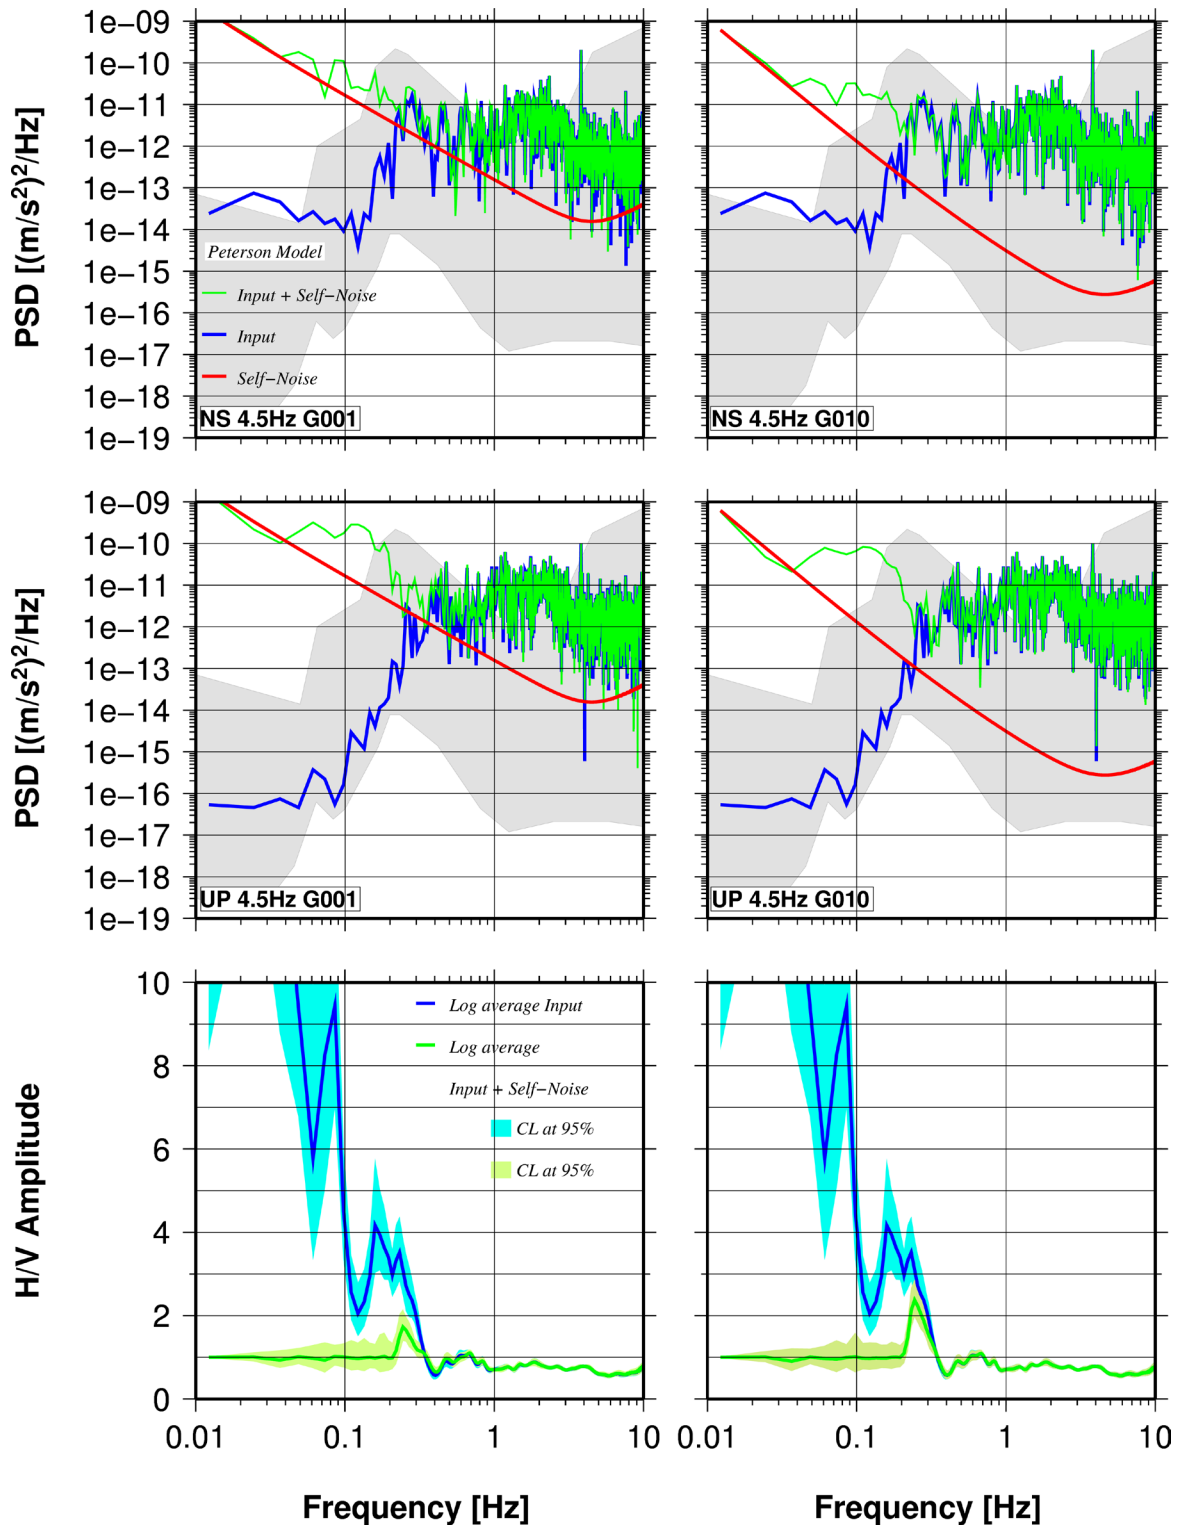 1e−09
1e−10
1e−11
1e−12
1e−13
1e−14
1e−15
1e−16
1e−17
1e−18
1e−19
PSD [(m/s²)²/Hz]
Peterson Model
Input + Self−Noise
Input
Self−Noise
NS 4.5Hz G001
NS 4.5Hz G010
1e−09
1e−10
1e−11
1e−12
1e−13
1e−14
1e−15
1e−16
1e−17
1e−18
1e−19
PSD [(m/s²)²/Hz]
UP 4.5Hz G001
UP 4.5Hz G010
10
8
6
4
2
0
H/V Amplitude
Log average Input
Log average
Input + Self−Noise
CL at 95%
CL at 95%
0.01 0.1 1 10
0.01 0.1 1 10
Frequency [Hz]
Frequency [Hz]